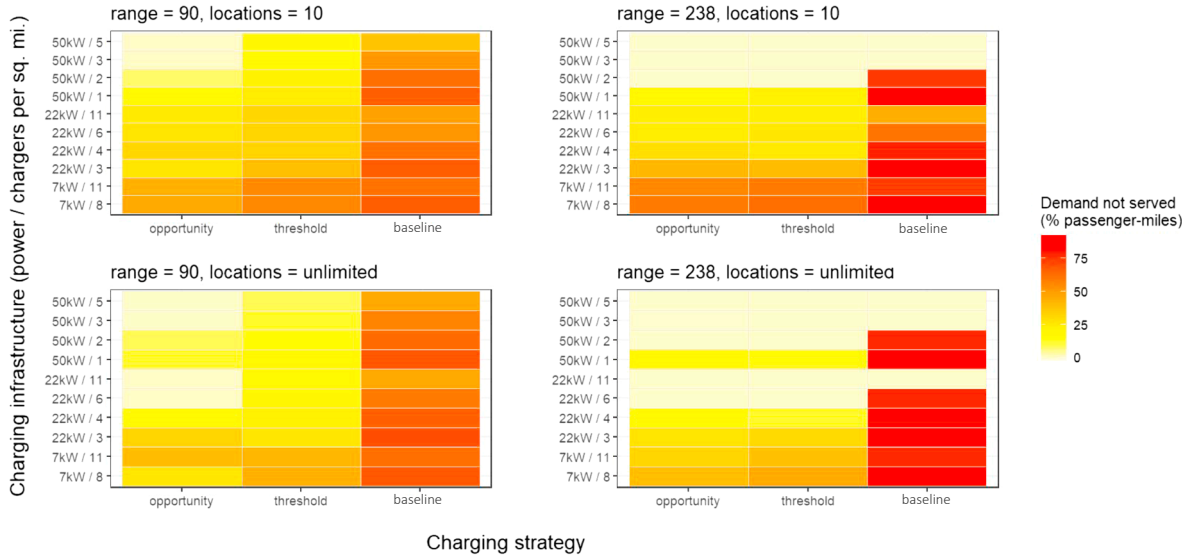 range = 90, locations = 10
50kW / 5
50kW / 3
50kW / 2
50kW / 1
22kW / 11
22kW / 6
22kW / 4
22kW / 3
7kW / 11
7kW / 8
opportunity threshold baseline
range = 238, locations = 10
50kW / 5
50kW / 3
50kW / 2
50kW / 1
22kW / 11
22kW / 6
22kW / 4
22kW / 3
7kW / 11
7kW / 8
opportunity threshold baseline
range = 90, locations = unlimited
50kW / 5
50kW / 3
50kW / 2
50kW / 1
22kW / 11
22kW / 6
22kW / 4
22kW / 3
7kW / 11
7kW / 8
opportunity threshold baseline
range = 238, locations = unlimited
50kW / 5
50kW / 3
50kW / 2
50kW / 1
22kW / 11
22kW / 6
22kW / 4
22kW / 3
7kW / 11
7kW / 8
opportunity threshold baseline
Charging infrastructure (power / chargers per sq. mi.)
Charging strategy
Demand not served
(% passenger-miles)
75
50
25
0